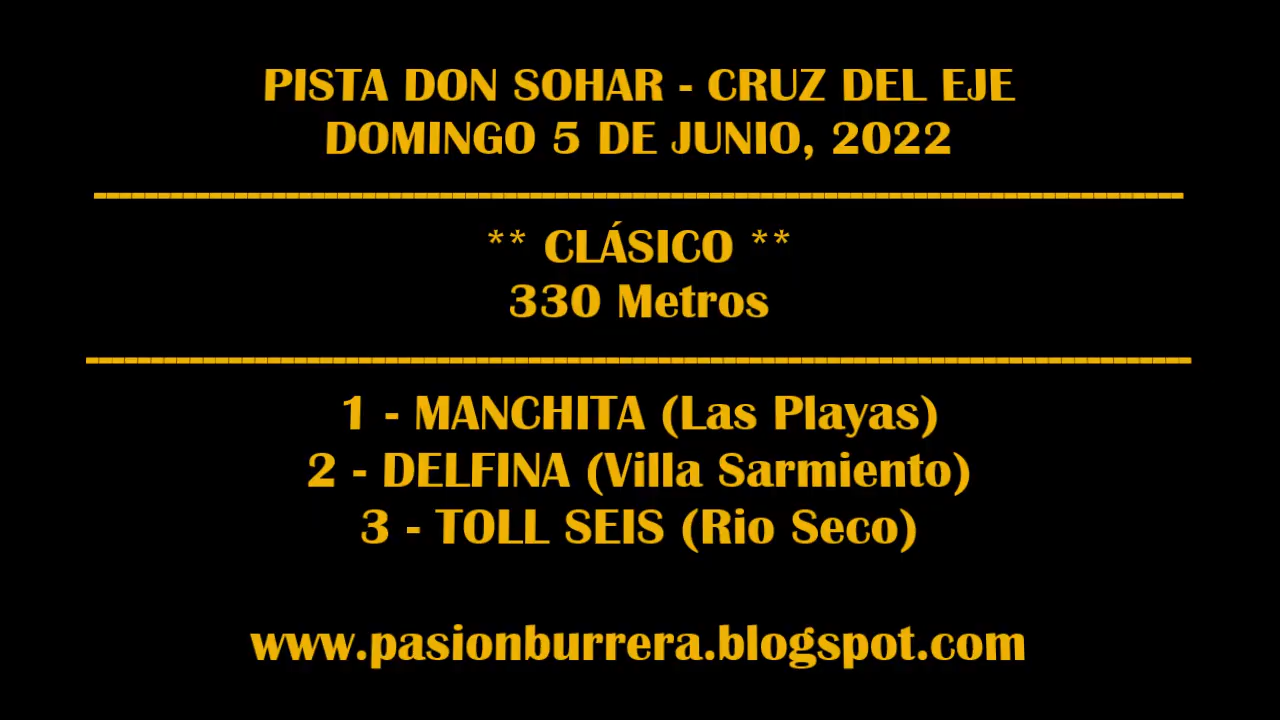 PISTA DON SOHAR - CRUZ DEL EJE
DOMINGO 5 DE JUNIO, 2022
** CLÁSICO **
330 Metros
1 - MANCHITA (Las Playas)
2 - DELFINA (Villa Sarmiento)
3 - TOLL SEIS (Rio Seco)
www.pasionburrera.blogspot.com